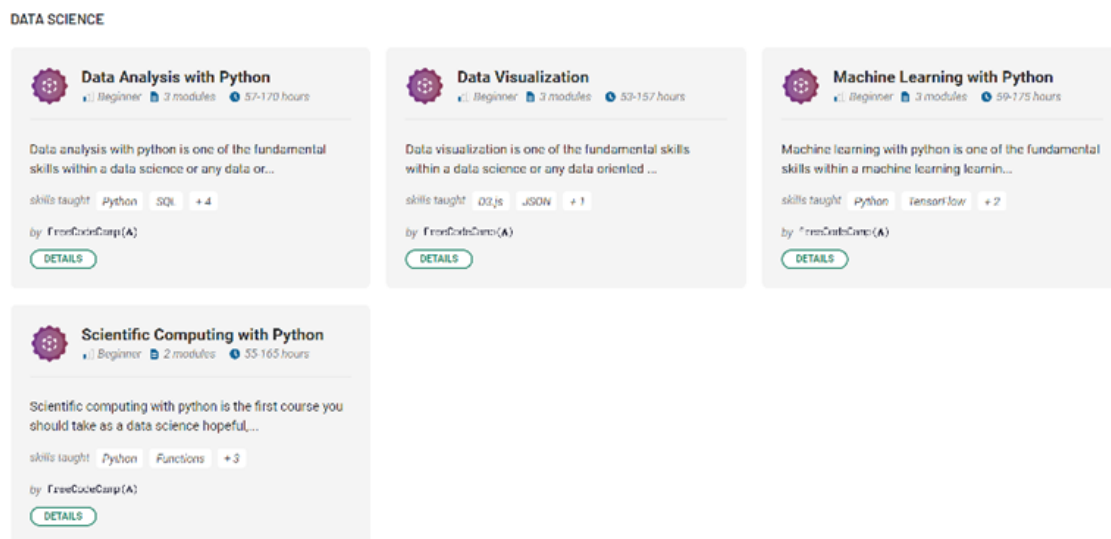 DATA SCIENCE
Data Analysis with Python
Beginner 3 modules 57-170 hours
Data analysis with python is one of the fundamental
skills within a data science or any data or...
skills taught Python SQL + 4
by freeCodeCamp(A)
DETAILS
Data Visualization
Beginner 3 modules 53-157 hours
Data visualization is one of the fundamental skills
within a data science or any data oriented ...
skills taught D3.js JSON + 1
by freeCodeCamp(A)
DETAILS
Machine Learning with Python
Beginner 3 modules 59-175 hours
Machine learning with python is one of the fundamental
skills within a machine learning learnin...
skills taught Python TensorFlow + 2
by freeCodeCamp(A)
DETAILS
Scientific Computing with Python
Beginner 2 modules 55-165 hours
Scientific computing with python is the first course you
should take as a data science hopeful,...
skills taught Python Functions + 3
by freeCodeCamp(A)
DETAILS